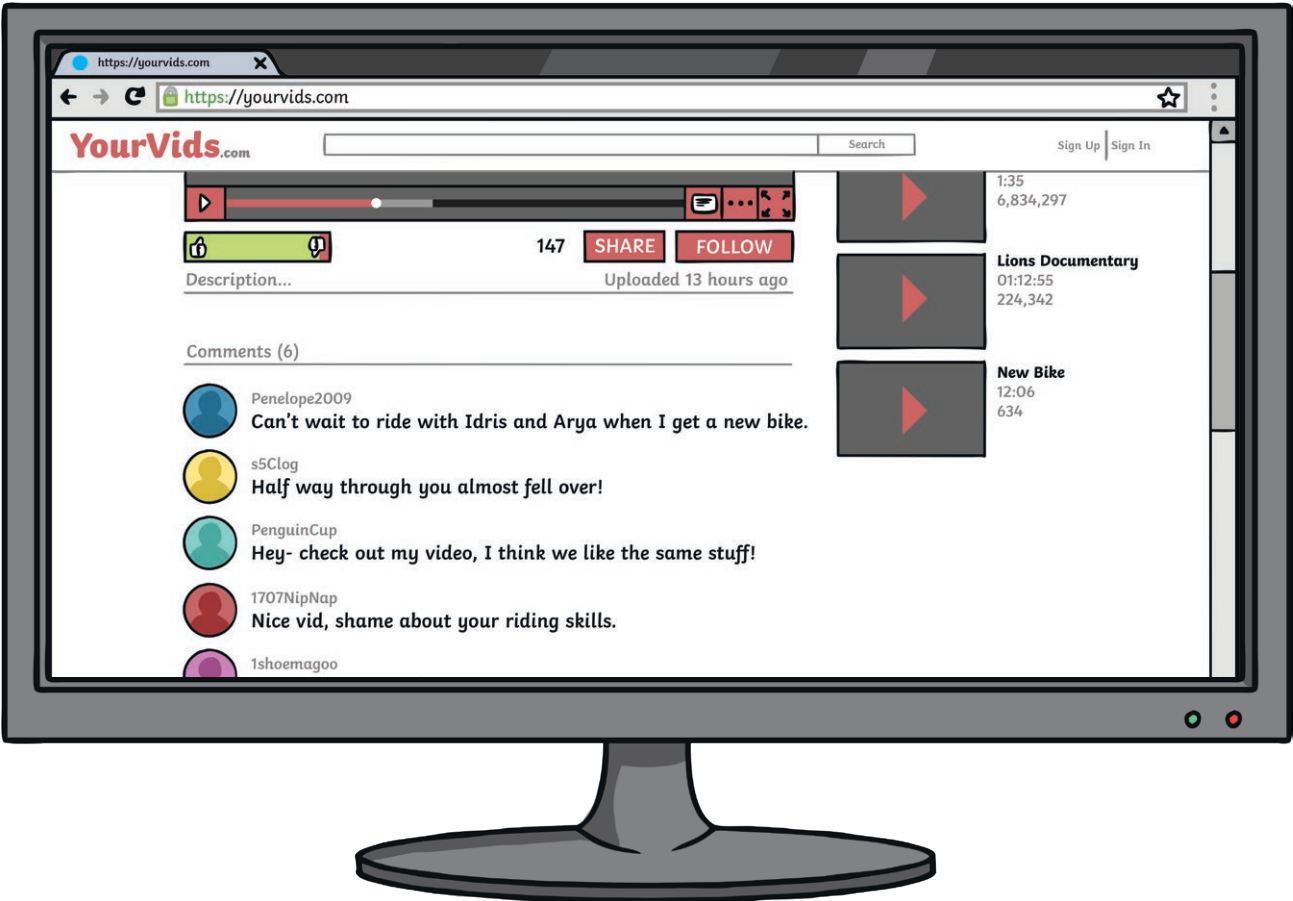 https://yourvids.com
https://yourvids.com
YourVids.com
Search
Sign Up
Sign In
147
SHARE
FOLLOW
Description...
Uploaded 13 hours ago
Comments (6)
Penelope2009
Can't wait to ride with Idris and Arya when I get a new bike.
s5Clog
Half way through you almost fell over!
PenguinCup
Hey- check out my video, I think we like the same stuff!
1707NipNap
Nice vid, shame about your riding skills.
1shoemagoo
1:35
6,834,297
Lions Documentary
01:12:55
224,342
New Bike
12:06
634